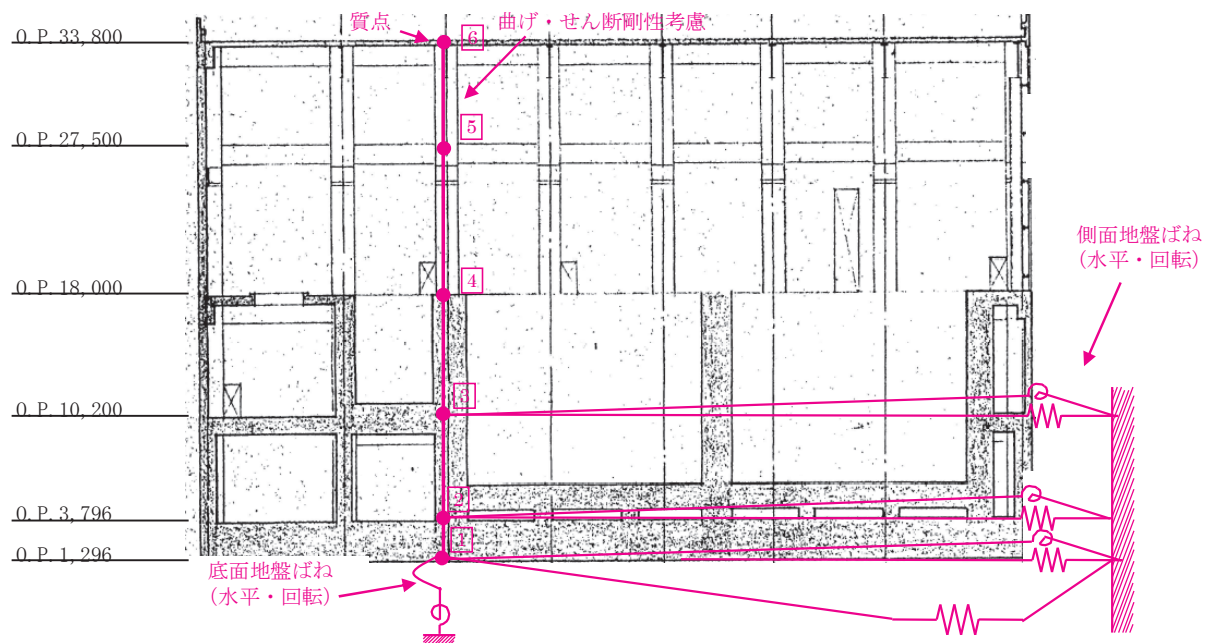 質点
曲げ・せん断剛性考慮
O.P.33,800
6
5
O.P.27,500
側面地盤ばね
(水平・回転)
4
O.P.18,000
3
O.P.10,200
2
O.P.3,796
1
O.P.1,296
底面地盤ばね
(水平・回転)